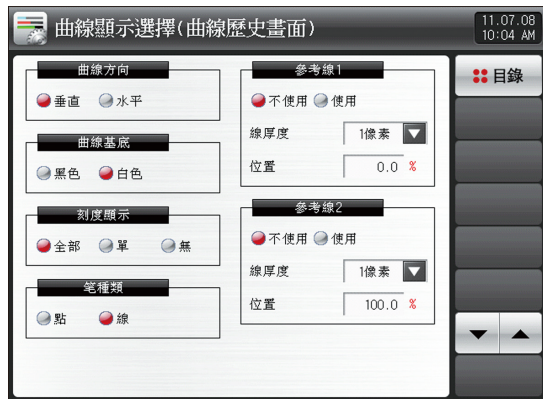 曲線顯示選擇(曲線歷史畫面)
11.07.08
10:04 AM
目錄
曲線方向
垂直 水平
曲線基底
黑色 白色
刻度顯示
全部 單 無
笔種類
點 線
參考線1
不使用 使用
線厚度 1像素
位置 0.0 %
參考線2
不使用 使用
線厚度 1像素
位置 100.0 %